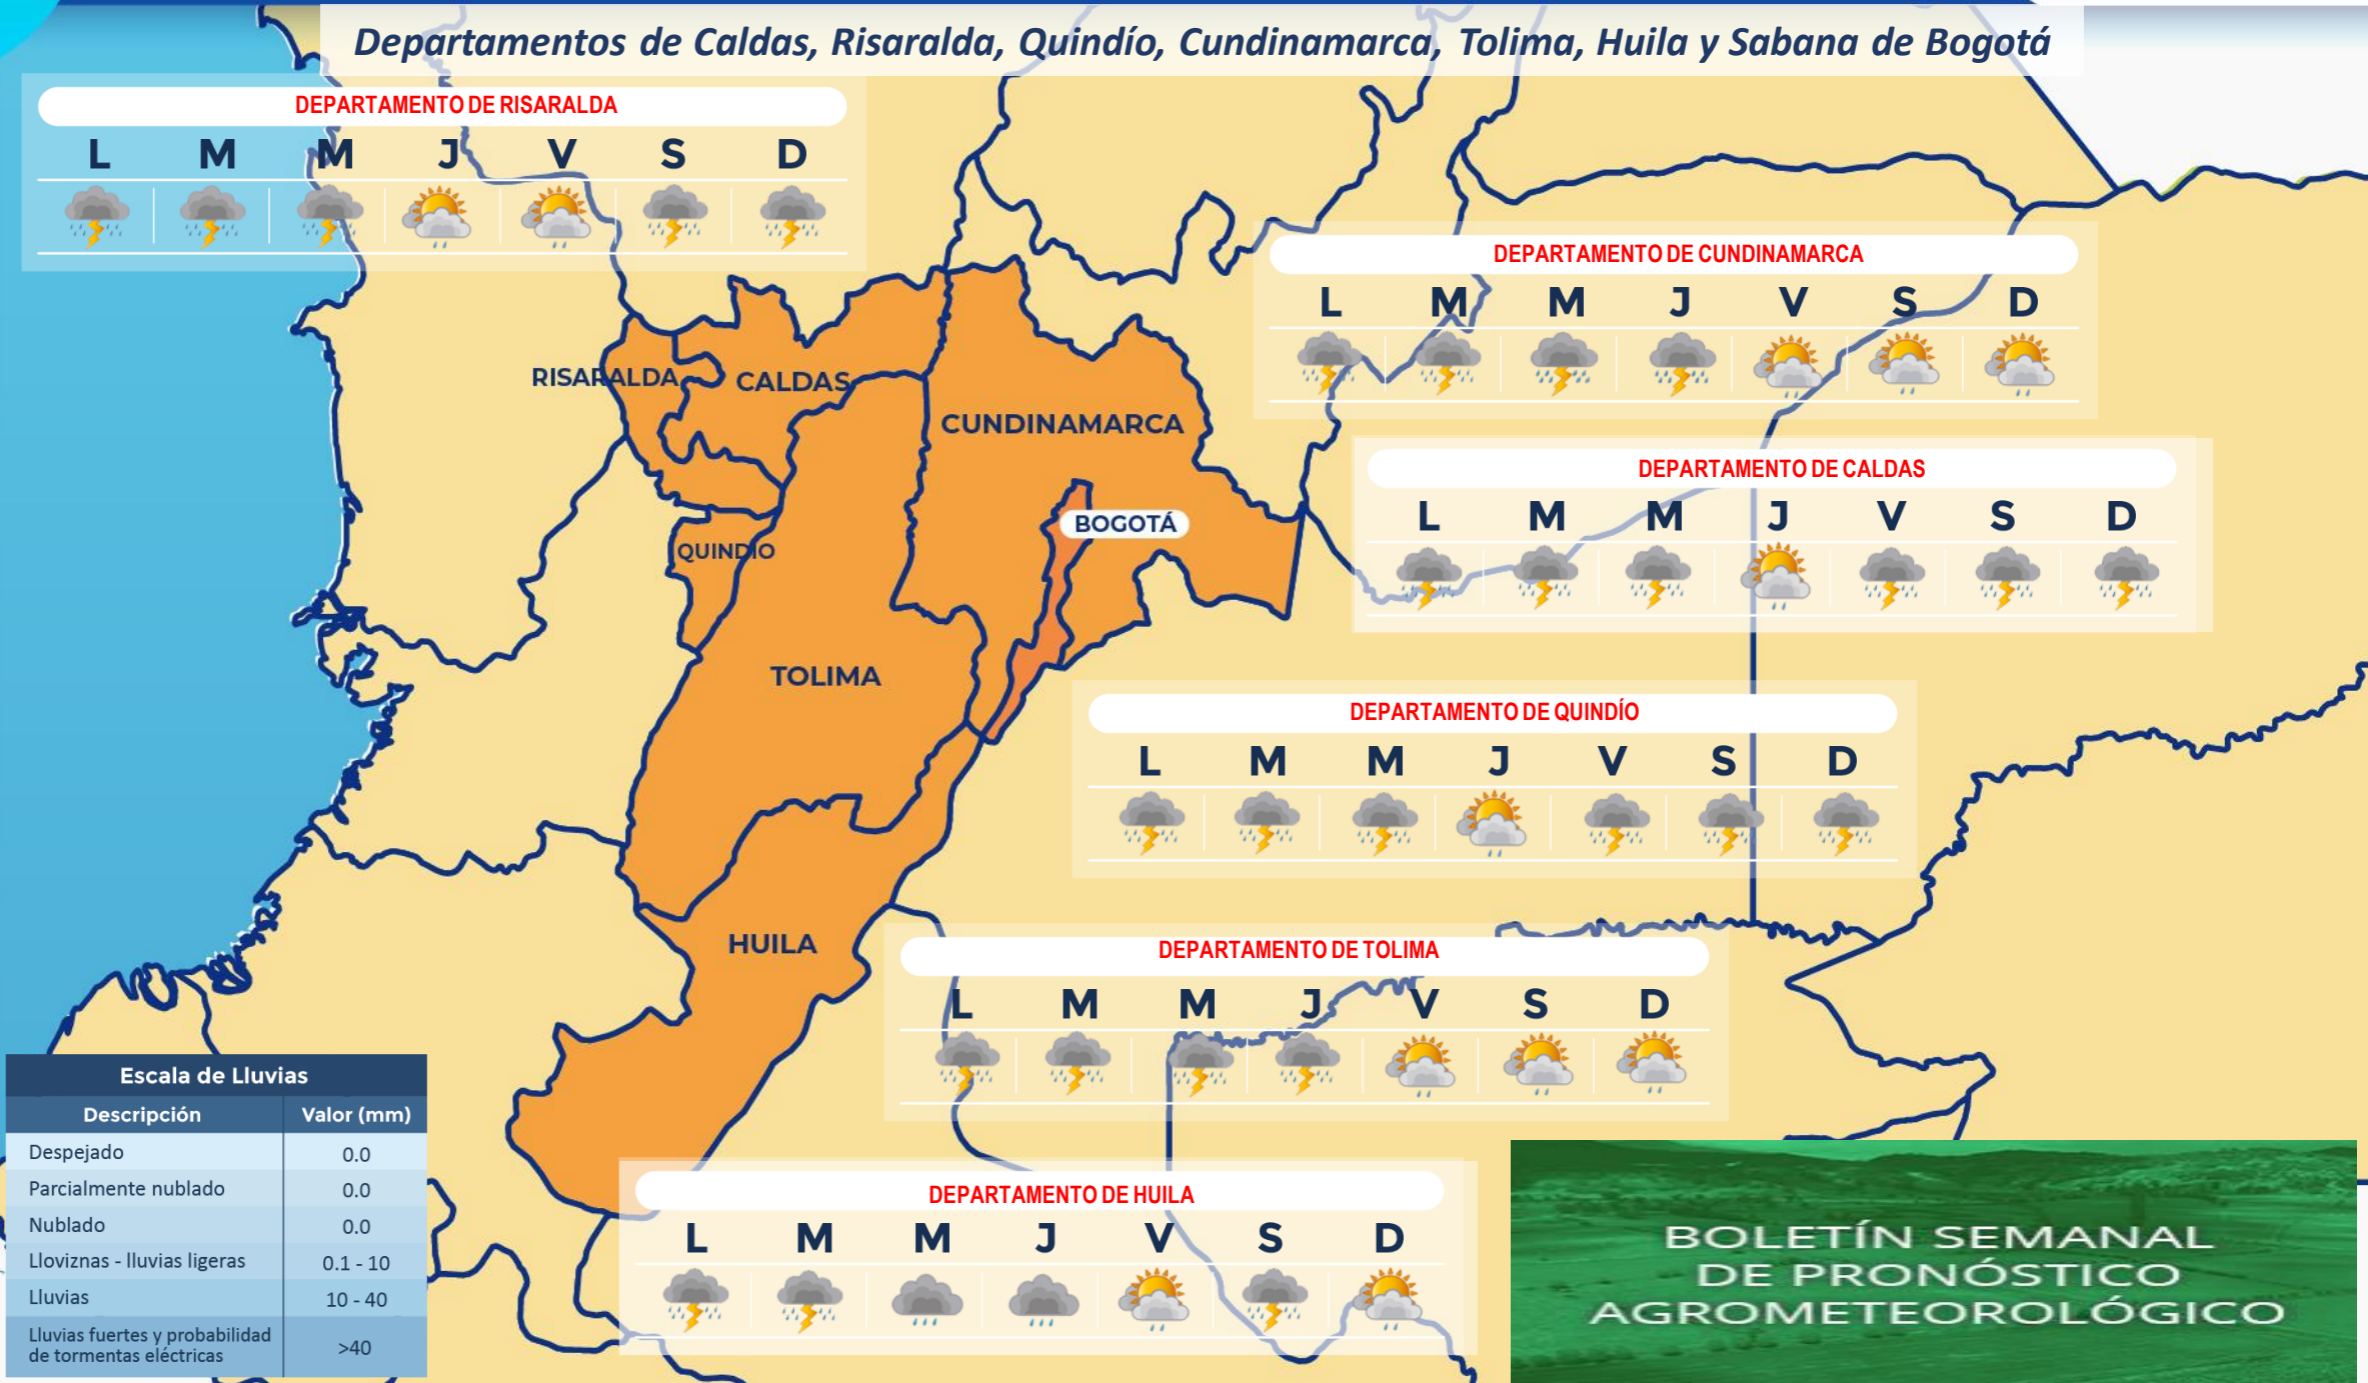 Departamentos de Caldas, Risaralda, Quindío, Cundinamarca, Tolima, Huila y Sabana de Bogotá
DEPARTAMENTO DE RISARALDA
L M M J V S D
DEPARTAMENTO DE CUNDINAMARCA
L M M J V S D
RISARALDA
CALDAS
CUNDINAMARCA
DEPARTAMENTO DE CALDAS
L M M J V S D
BOGOTÁ
QUINDIO
TOLIMA
DEPARTAMENTO DE QUINDÍO
L M M J V S D
HUILA
DEPARTAMENTO DE TOLIMA
L M M J V S D
DEPARTAMENTO DE HUILA
L M M J V S D
Escala de Lluvias
Descripción Valor (mm)
Despejado 0.0
Parcialmente nublado 0.0
Nublado 0.0
Lloviznas - lluvias ligeras 0.1 - 10
Lluvias 10 - 40
Lluvias fuertes y probabilidad
de tormentas eléctricas >40
BOLETÍN SEMANAL
DE PRONÓSTICO
AGROMETEOROLÓGICO